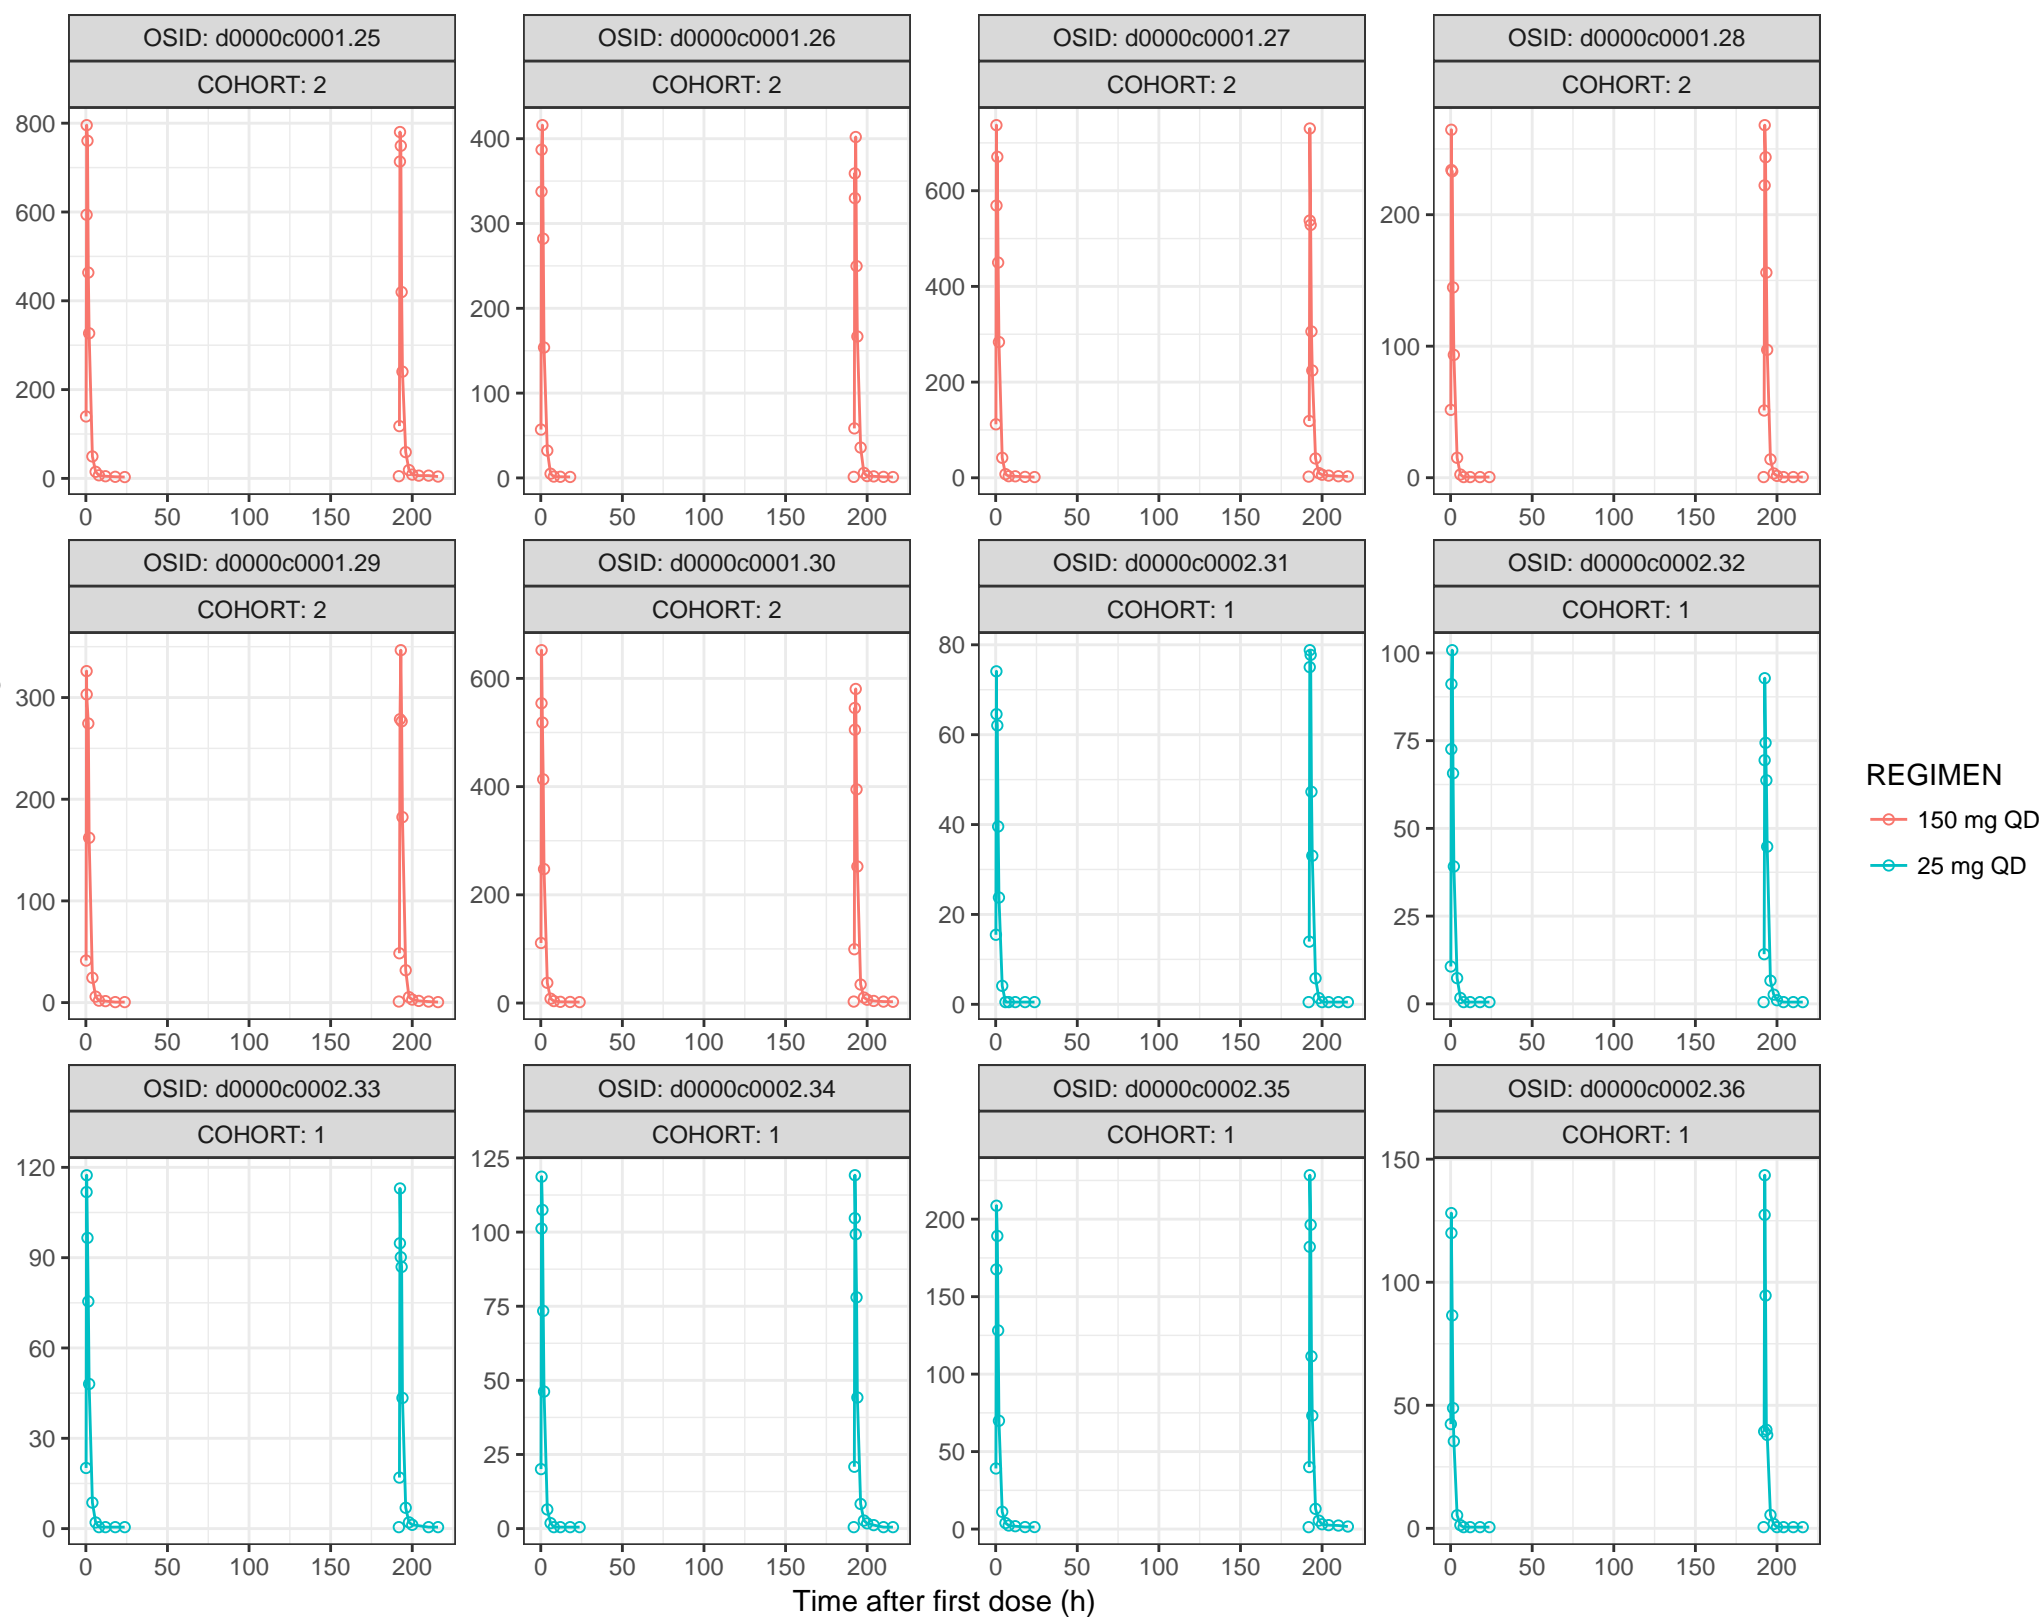 OSID: d0000c0001.25 OSID: d0000c0001.26 OSID: d0000c0001.27 OSID: d0000c0001.28
COHORT: 2 COHORT: 2 COHORT: 2 COHORT: 2
800 600 400 200 0
400 300 200 100 0
600 400 200 0
200 100 0
0 50 100 150 200 0 50 100 150 200 0 50 100 150 200 0 50 100 150 200
OSID: d0000c0001.29 OSID: d0000c0001.30 OSID: d0000c0002.31 OSID: d0000c0002.32
COHORT: 2 COHORT: 2 COHORT: 1 COHORT: 1
300 200 100 0
600 400 200 0
80 60 40 20 0
100 75 50 25 0
0 50 100 150 200 0 50 100 150 200 0 50 100 150 200 0 50 100 150 200
OSID: d0000c0002.33 OSID: d0000c0002.34 OSID: d0000c0002.35 OSID: d0000c0002.36
COHORT: 1 COHORT: 1 COHORT: 1 COHORT: 1
120 90 60 30 0
125 100 75 50 25 0
200 150 100 50 0
150 100 50 0
0 50 100 150 200 0 50 100 150 200 0 50 100 150 200 0 50 100 150 200
Time after first dose (h)
REGIMEN
150 mg QD
25 mg QD